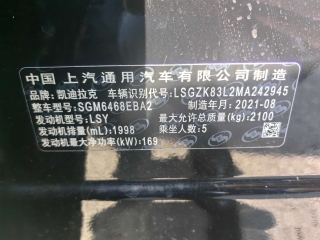 中国 上汽通用汽车有限公司制造
品牌:凯迪拉克 车辆识别代号:LSGZK83L2MA242945
整车型号:SGM6468EBA2 制造年月:2021-08
发动机型号:LSY 最大允许总质量(kg):2100
发动机排量(mL):1998 乘坐人数:5
发动机最大净功率(kW):169